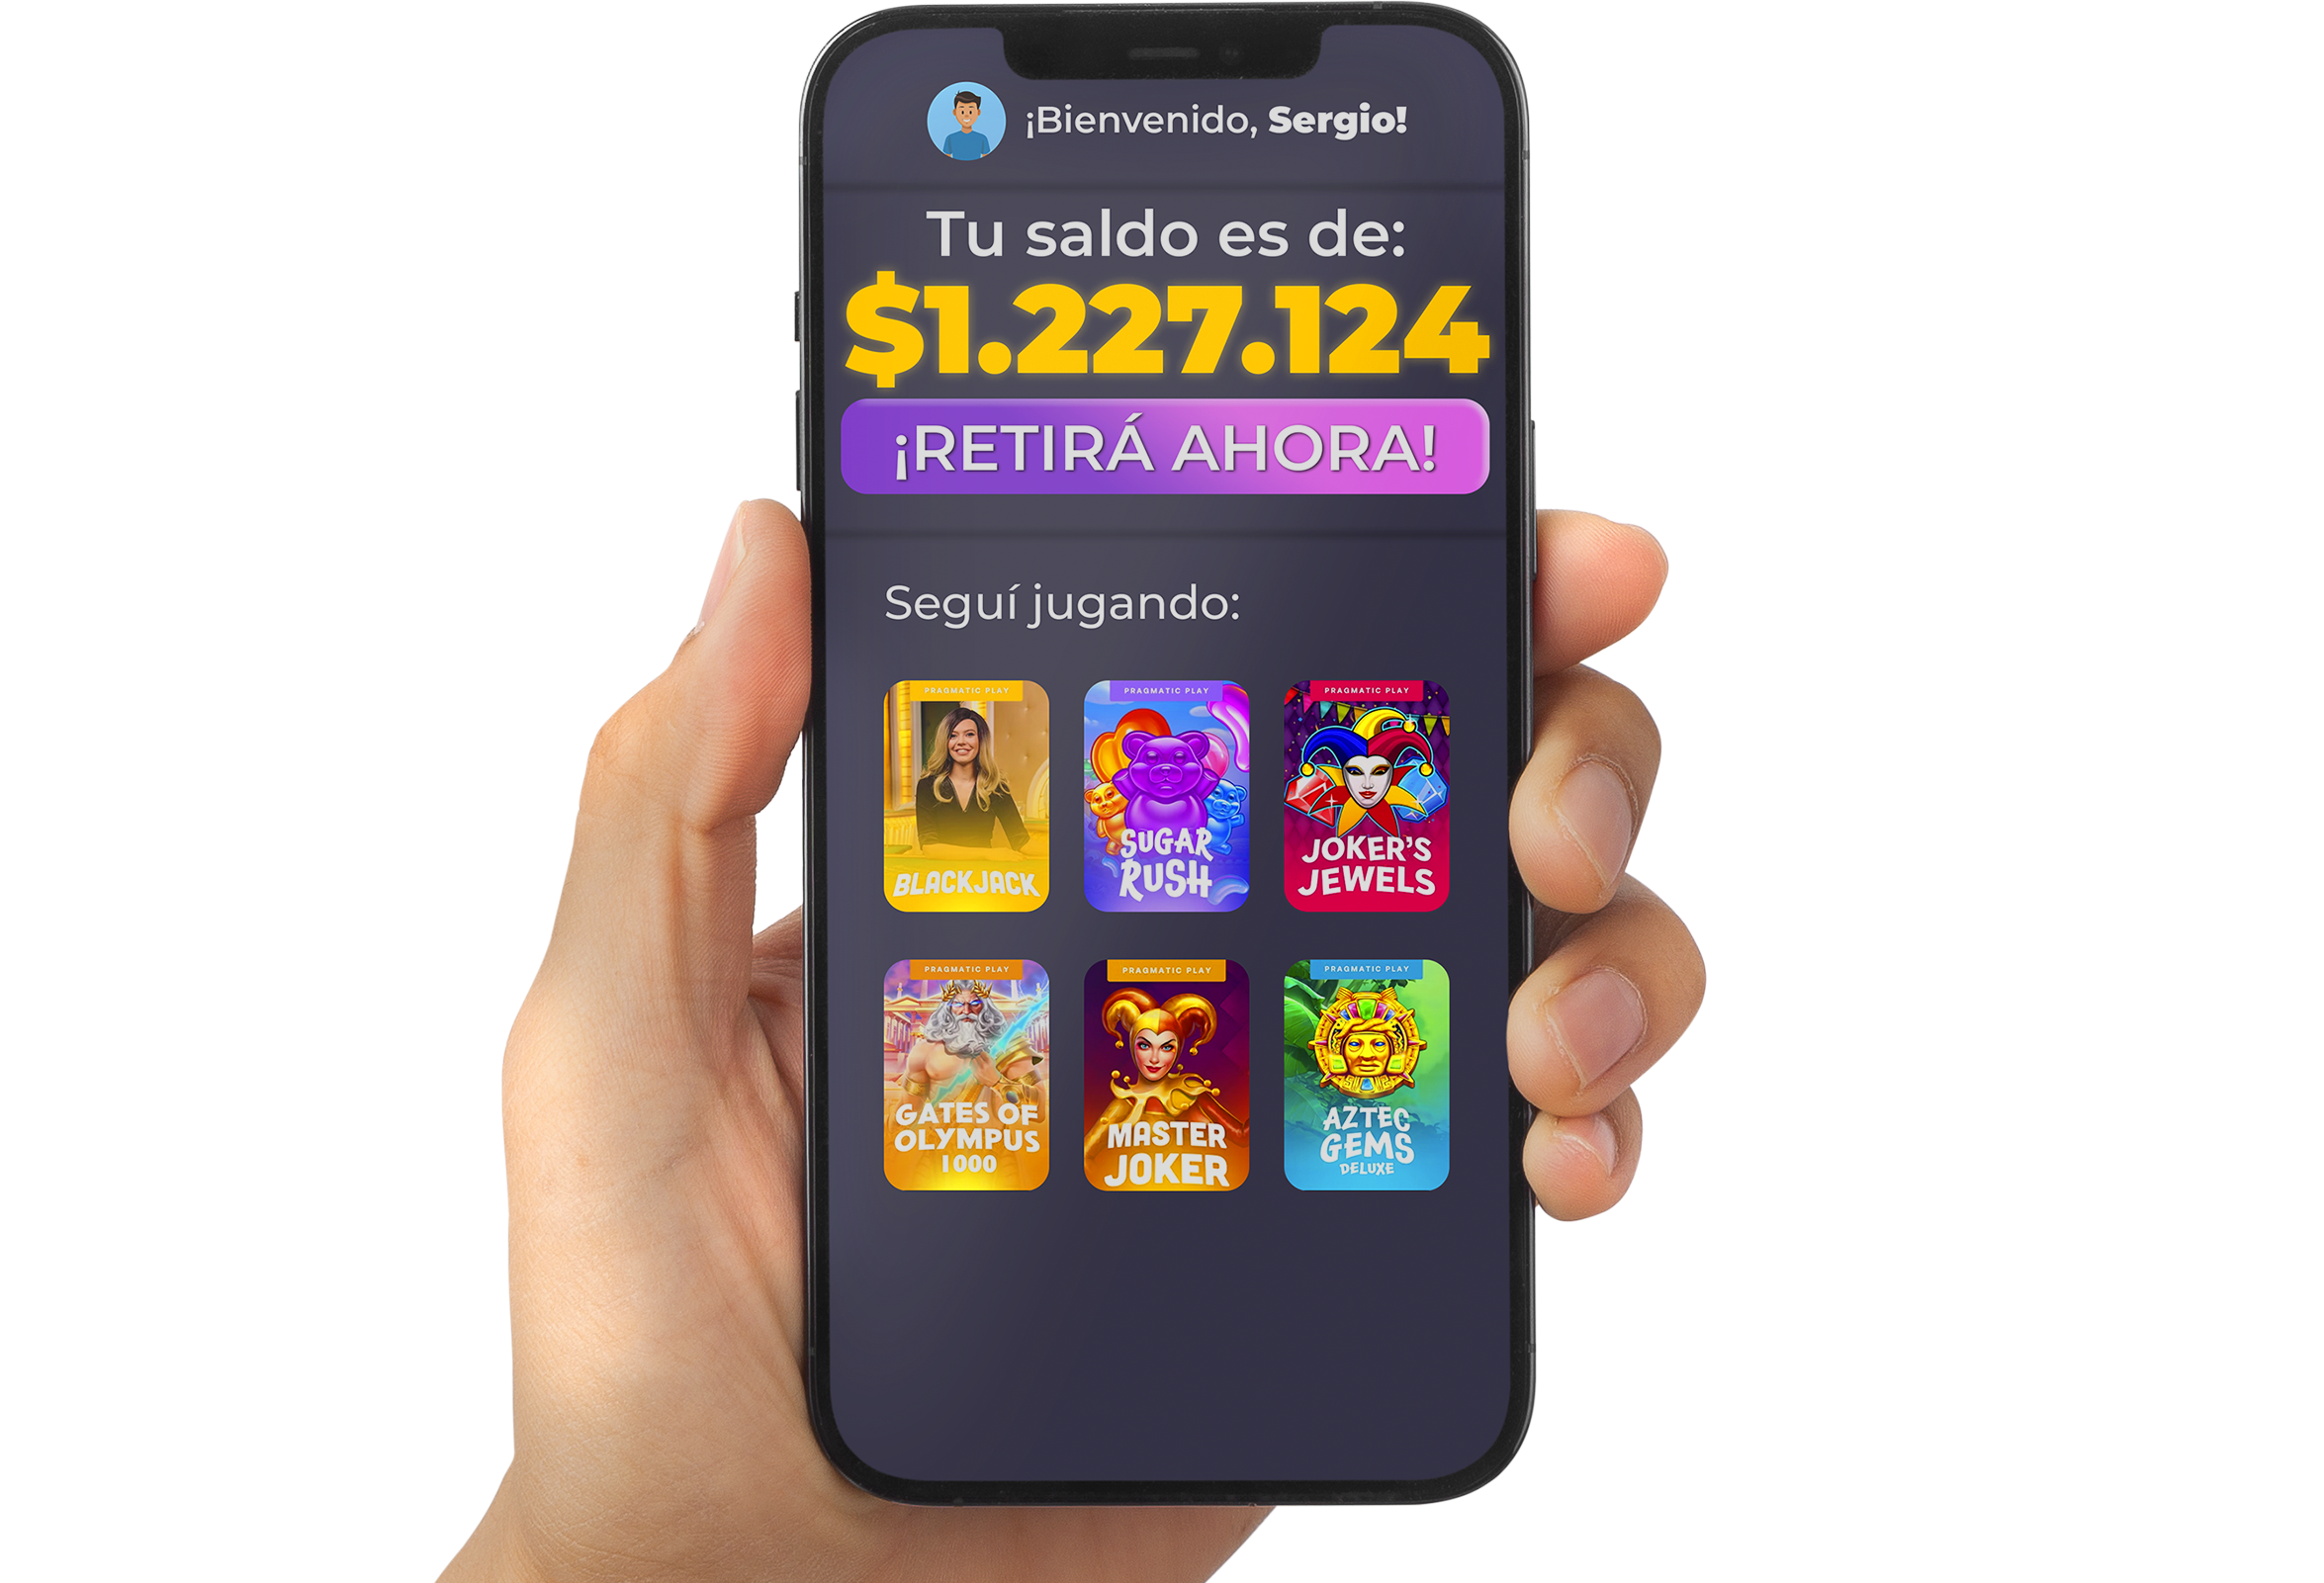 ¡Bienvenido, Sergio!
Tu saldo es de:
$1.227.124
¡RETIRÁ AHORA!
Seguí jugando:
PRAGMATIC PLAY
BLACKJACK
PRAGMATIC PLAY
SUGAR
RUSH
PRAGMATIC PLAY
JOKER'S
JEWELS
PRAGMATIC PLAY
GATES OF
OLYMPUS
1000
PRAGMATIC PLAY
MASTER
JOKER
PRAGMATIC PLAY
AZTEC
GEMS
DELUXE